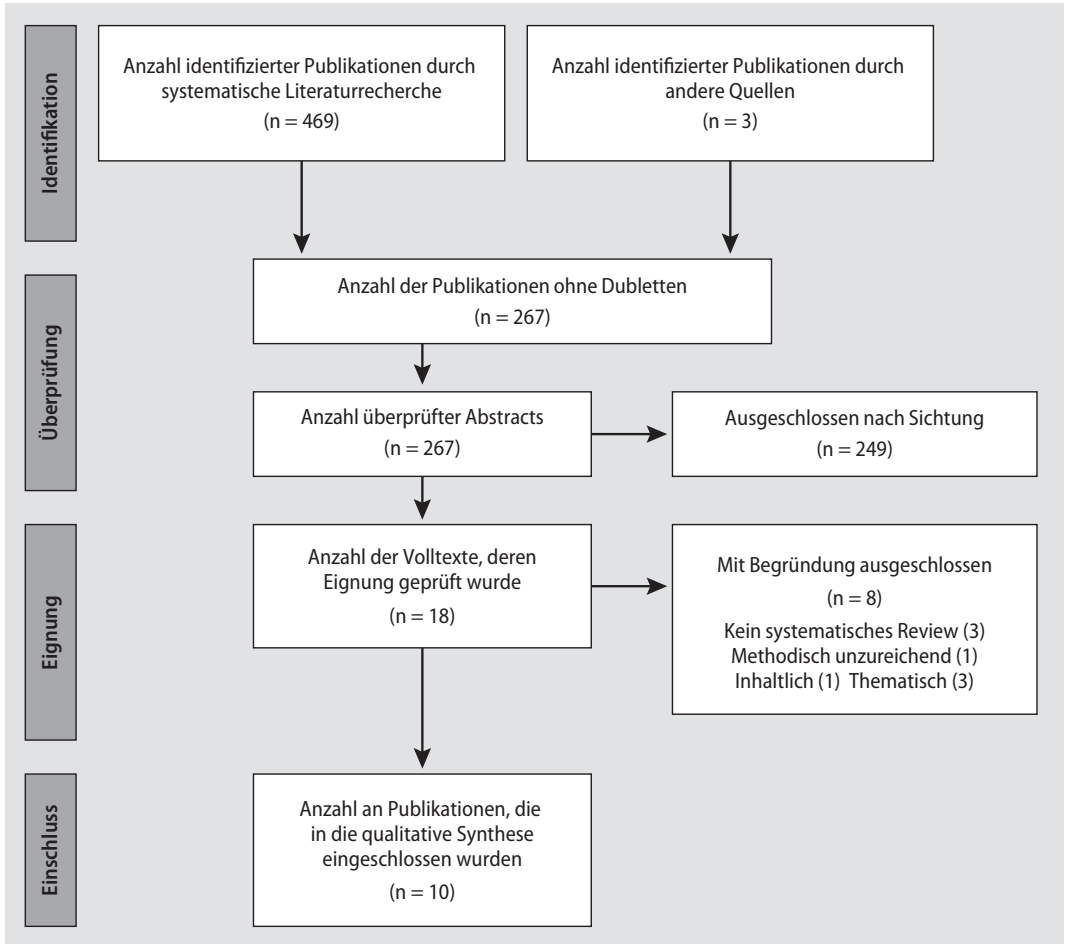 Identifikation
Anzahl identifizierter Publikationen durch
systematische Literaturrecherche
(n = 469)
Anzahl identifizierter Publikationen durch
andere Quellen
(n = 3)
Überprüfung
Anzahl der Publikationen ohne Dubletten
(n = 267)
Anzahl überprüfter Abstracts
(n = 267)
Ausgeschlossen nach Sichtung
(n = 249)
Eignung
Anzahl der Volltexte, deren
Eignung geprüft wurde
(n = 18)
Mit Begründung ausgeschlossen
(n = 8)
Kein systematisches Review (3)
Methodisch unzureichend (1)
Inhaltlich (1) Thematisch (3)
Einschluss
Anzahl an Publikationen, die
in die qualitative Synthese
eingeschlossen wurden
(n = 10)